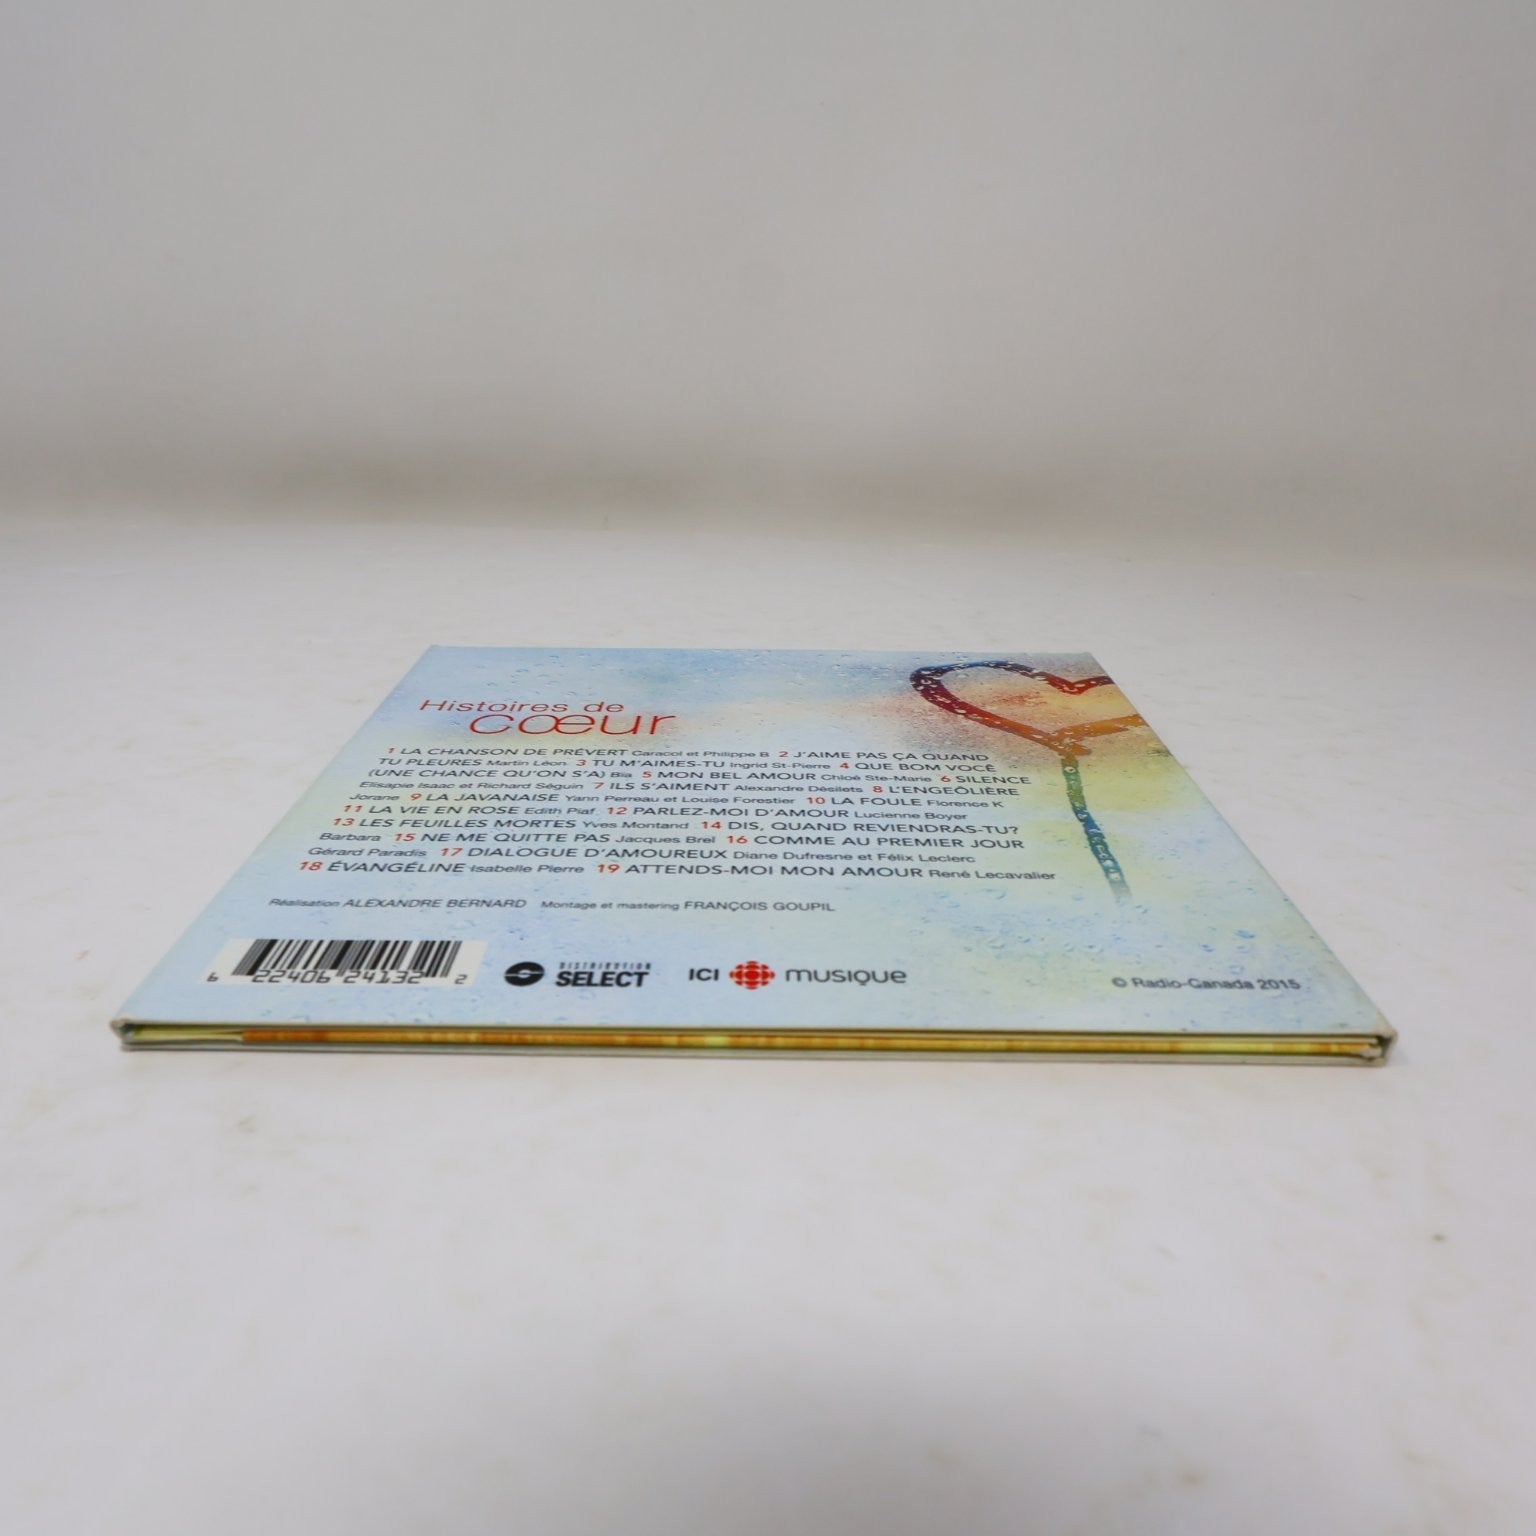 Histoires de
cœur
1 LA CHANSON DE PRÉVERT Caracol et Philippe B 2 J'AIME PAS ÇA QUAND
TU PLEURES Martin Léon 3 TU M'AIMES-TU Ingrid St-Pierre 4 QUE BOM VOCÊ
(UNE CHANCE QU'ON S'A) Bïa 5 MON BEL AMOUR Chloé Ste-Marie 6 SILENCE
Elisapie Isaac et Richard Séguin 7 ILS S'AIMENT Alexandre Désilets 8 L'ENGEÔLIÈRE
Jorane 9 LA JAVANAISE Yann Perreau et Louise Forestier 10 LA FOULE Florence K
11 LA VIE EN ROSE Edith Piaf 12 PARLEZ-MOI D'AMOUR Lucienne Boyer
13 LES FEUILLES MORTES Yves Montand 14 DIS, QUAND REVIENDRAS-TU?
Barbara 15 NE ME QUITTE PAS Jacques Brel 16 COMME AU PREMIER JOUR
Gérard Paradis 17 DIALOGUE D'AMOUREUX Diane Dufresne et Félix Leclerc
18 ÉVANGÉLINE Isabelle Pierre 19 ATTENDS-MOI MON AMOUR René Lecavalier
Réalisation ALEXANDRE BERNARD Montage et mastering FRANÇOIS GOUPIL
6 22406 24132 2
DISTRIBUTION
SELECT
ICI musique
© Radio-Canada 2015